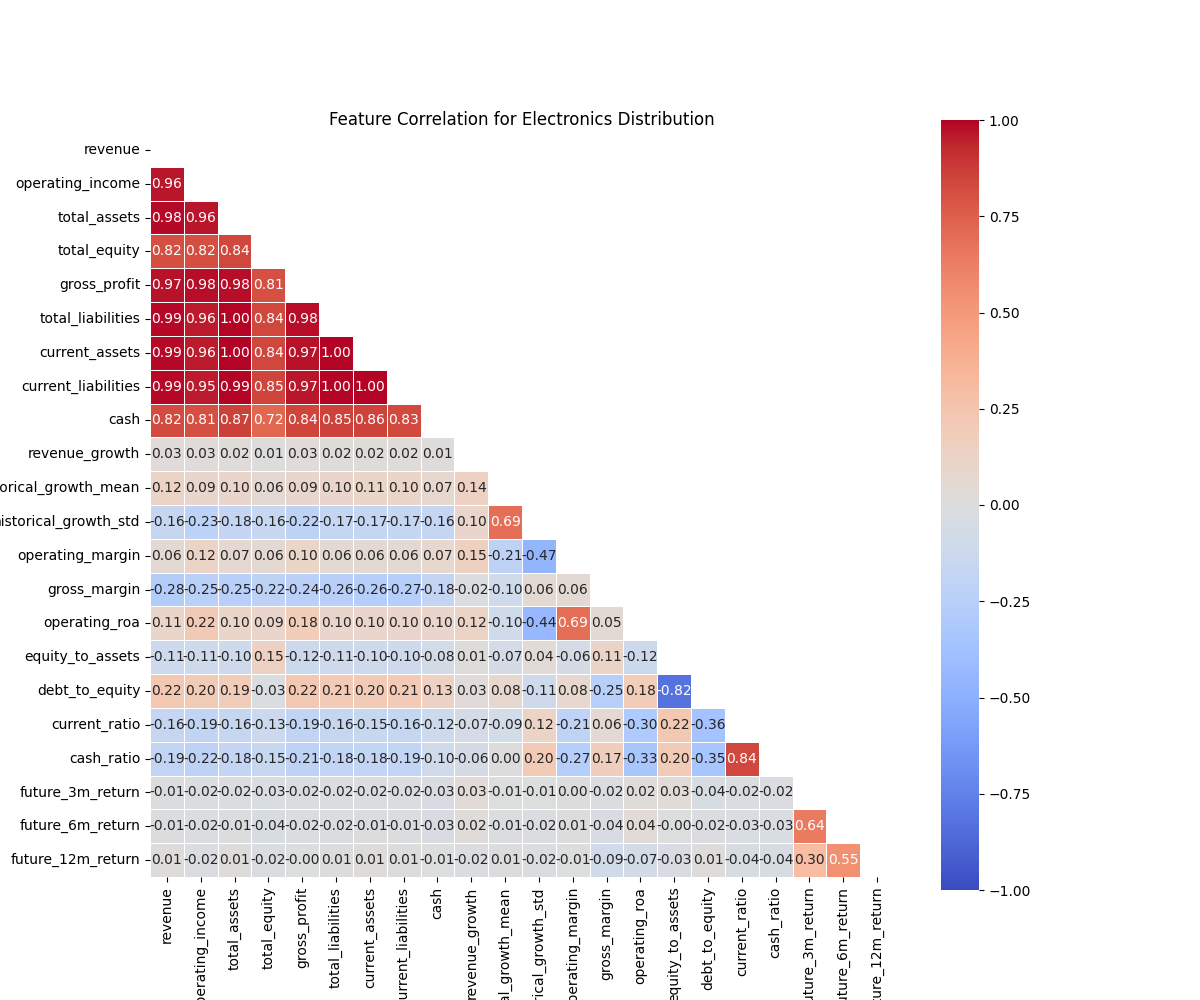 Feature Correlation for Electronics Distribution
revenue
operating_income 0.96
total_assets 0.98 0.96
total_equity 0.82 0.82 0.84
gross_profit 0.97 0.98 0.98 0.81
total_liabilities 0.99 0.96 1.00 0.84 0.98
current_assets 0.99 0.96 1.00 0.84 0.97 1.00
current_liabilities 0.99 0.95 0.99 0.85 0.97 1.00 1.00
cash 0.82 0.81 0.87 0.72 0.84 0.85 0.86 0.83
revenue_growth 0.03 0.03 0.02 0.01 0.03 0.02 0.02 0.02 0.01
orical_growth_mean 0.12 0.09 0.10 0.06 0.09 0.10 0.11 0.10 0.07 0.14
istorical_growth_std -0.16 -0.23 -0.18 -0.16 -0.22 -0.17 -0.17 -0.17 -0.16 0.10 0.69
operating_margin 0.06 0.12 0.07 0.06 0.10 0.06 0.06 0.06 0.07 0.15 -0.21 -0.47
gross_margin -0.28 -0.25 -0.25 -0.22 -0.24 -0.26 -0.26 -0.27 -0.18 -0.02 -0.10 0.06 0.06
operating_roa 0.11 0.22 0.10 0.09 0.18 0.10 0.10 0.10 0.10 0.12 -0.10 -0.44 0.69 0.05
equity_to_assets -0.11 -0.11 -0.10 0.15 -0.12 -0.11 -0.10 -0.10 -0.08 0.01 -0.07 0.04 -0.06 0.11 -0.12
debt_to_equity 0.22 0.20 0.19 -0.03 0.22 0.21 0.20 0.21 0.13 0.03 0.08 -0.11 0.08 -0.25 0.18 -0.82
current_ratio -0.16 -0.19 -0.16 -0.13 -0.19 -0.16 -0.15 -0.16 -0.12 -0.07 -0.09 0.12 -0.21 0.06 -0.30 0.22 -0.36
cash_ratio -0.19 -0.22 -0.18 -0.15 -0.21 -0.18 -0.18 -0.19 -0.10 -0.06 0.00 0.20 -0.27 0.17 -0.33 0.20 -0.35 0.84
future_3m_return -0.01 -0.02 -0.02 -0.03 -0.02 -0.02 -0.02 -0.02 -0.03 0.03 -0.01 -0.01 0.00 -0.02 0.02 0.03 -0.04 -0.02 -0.02
future_6m_return -0.01 -0.02 -0.01 -0.04 -0.02 -0.02 -0.01 -0.01 -0.03 0.02 -0.01 -0.02 0.01 -0.04 0.04 -0.00 -0.02 -0.03 -0.03 0.64
future_12m_return 0.01 -0.02 0.01 -0.02 -0.00 0.01 0.01 0.01 -0.01 -0.02 0.01 -0.02 -0.01 -0.09 -0.07 -0.03 0.01 -0.04 -0.04 0.30 0.55
revenue
perating_income
total_assets
total_equity
gross_profit
total_liabilities
current_assets
urrent_liabilities
cash
revenue_growth
al_growth_mean
rical_growth_std
perating_margin
gross_margin
operating_roa
equity_to_assets
debt_to_equity
current_ratio
cash_ratio
uture_3m_return
uture_6m_return
ure_12m_return
1.00
0.75
0.50
0.25
0.00
−0.25
−0.50
−0.75
−1.00